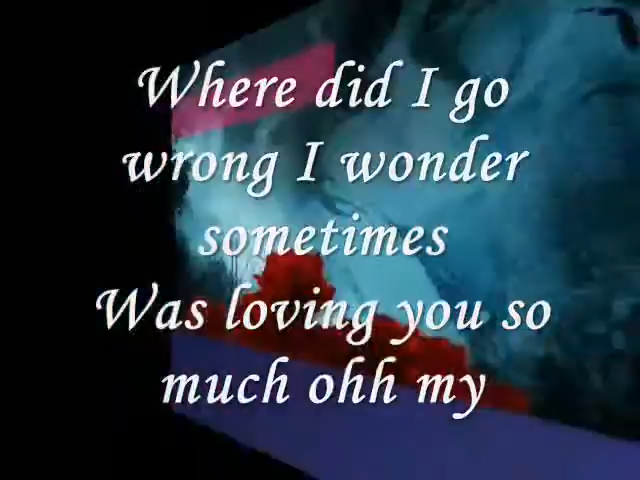 Where did I go
wrong I wonder
sometimes
Was loving you so
much ohh my